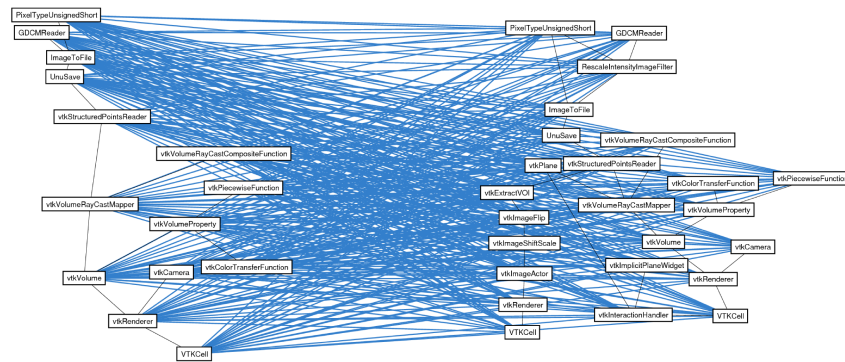 PixelTypeUnsignedShort
GDCMReader
ImageToFile
UnuSave
vtkStructuredPointsReader
vtkVolumeRayCastCompositeFunction
vtkPiecewiseFunction
vtkVolumeRayCastMapper
vtkVolumeProperty
vtkColorTransferFunction
vtkCamera
vtkVolume
vtkRenderer
VTKCell
PixelTypeUnsignedShort
GDCMReader
RescaleIntensityImageFilter
ImageToFile
UnuSave
vtkVolumeRayCastCompositeFunction
vtkPlane
vtkStructuredPointsReader
vtkPiecewiseFunction
vtkColorTransferFunction
vtkExtractVOI
vtkVolumeRayCastMapper
vtkVolumeProperty
vtkImageFlip
vtkImageShiftScale
vtkVolume
vtkCamera
vtkImplicitPlaneWidget
vtkImageActor
vtkRenderer
vtkRenderer
vtkInteractionHandler
VTKCell
VTKCell